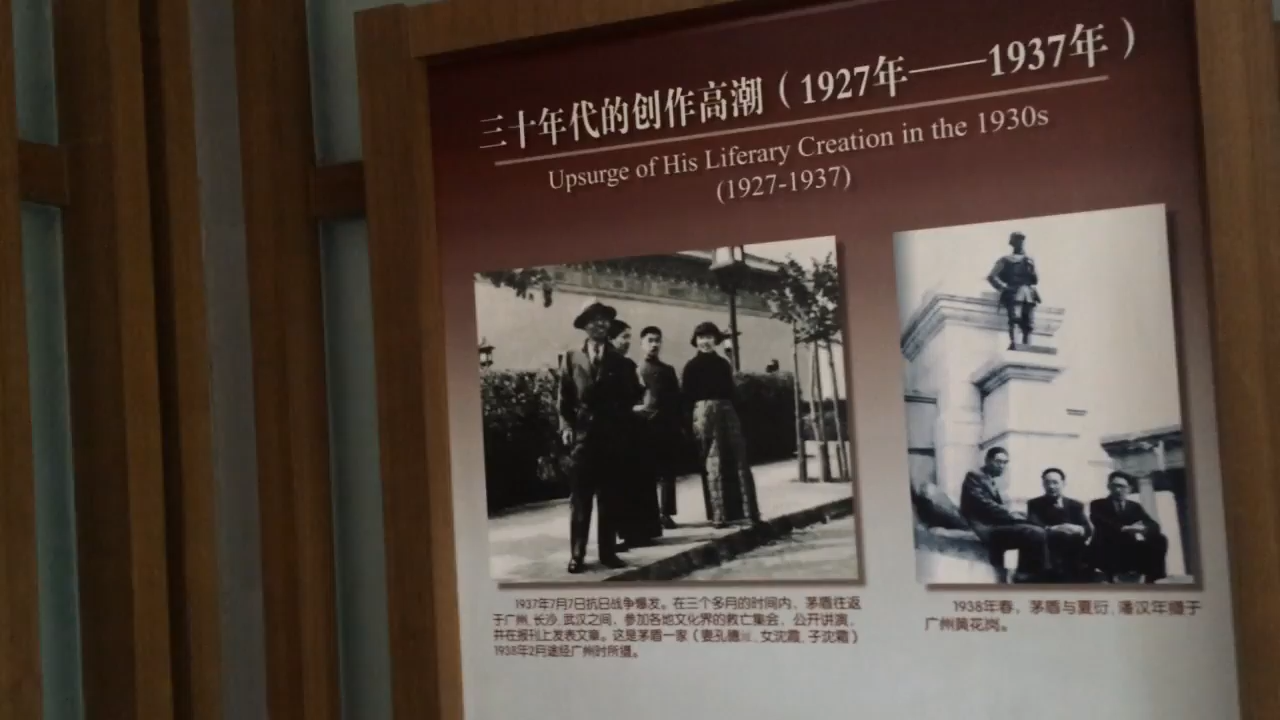 三十年代的创作高潮（1927年——1937年）
Upsurge of His Liferary Creation in the 1930s
(1927-1937)
1937年7月7日抗日战争爆发。在三个多月的时间内，茅盾往返
于广州、长沙、武汉之间，参加各地文化界的救亡集会，公开讲演，
并在报刊上发表文章。这是茅盾一家（妻孔德、女沈霞、子沈霜）
1938年2月途经广州时所摄。
1938年春，茅盾与夏衍、潘汉年摄于
广州黄花岗。